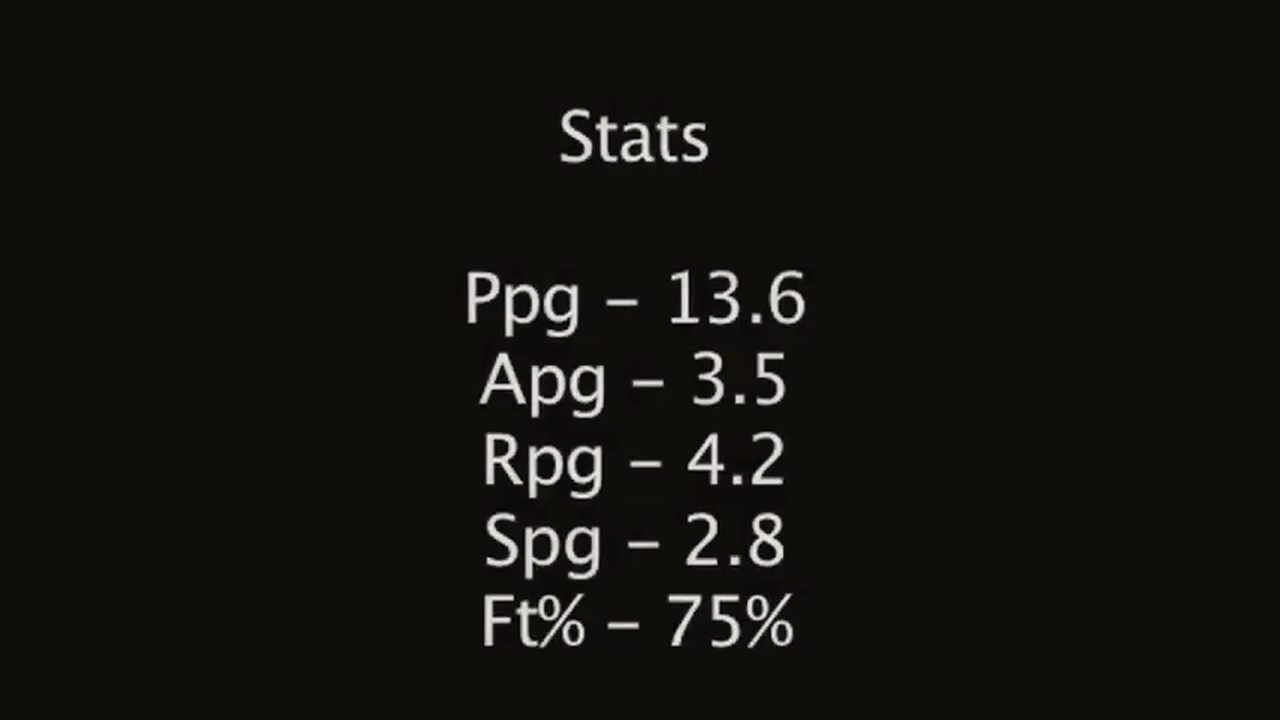 Stats
Ppg – 13.6
Apg – 3.5
Rpg – 4.2
Spg – 2.8
Ft% – 75%